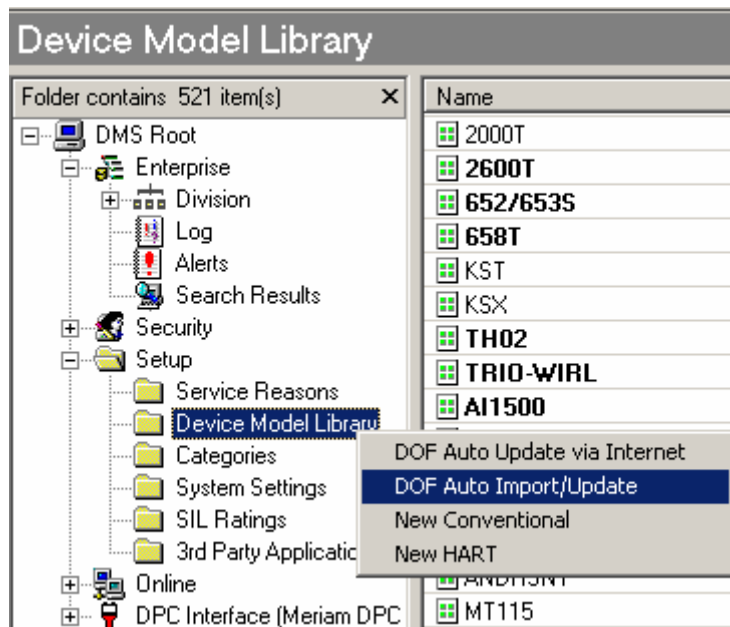 Device Model Library
Folder contains 521 item(s)
Name
DMS Root
Enterprise
Division
Log
Alerts
Search Results
Security
Setup
Service Reasons
Device Model Library
Categories
System Settings
SIL Ratings
3rd Party Applicatio
Online
DPC Interface (Meriam DPC
2000T
2600T
652/653S
658T
KST
KSX
TH02
TRIO-WIRL
AI1500
DOF Auto Update via Internet
DOF Auto Import/Update
New Conventional
New HART
MT115